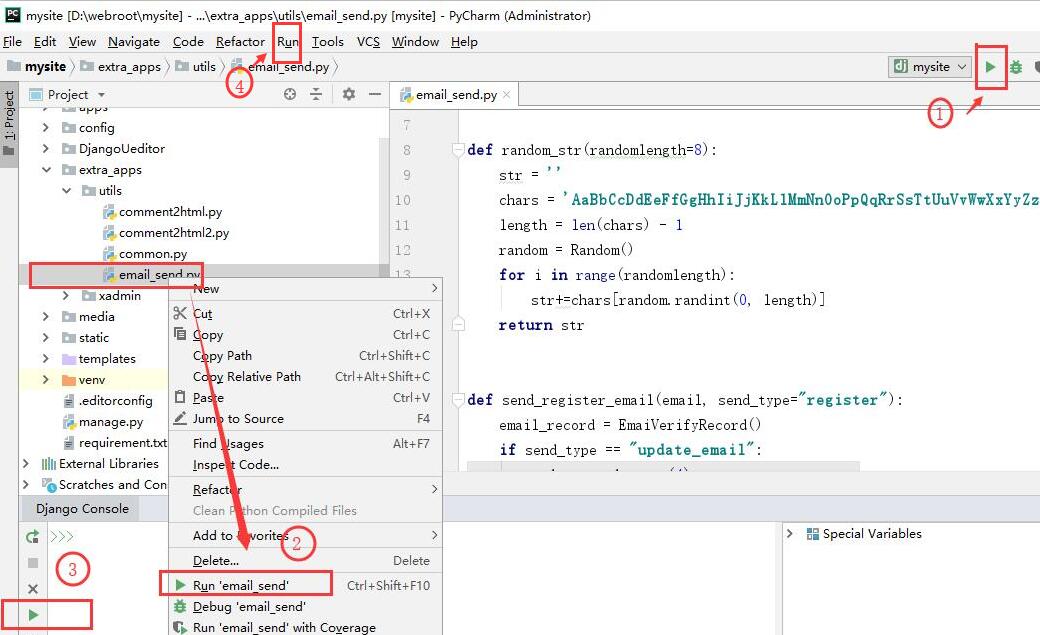 mysite [D:\webroot\mysite] - ...\extra_apps\utils\email_send.py [mysite] - PyCharm (Administrator)
File Edit View Navigate Code Refactor Run Tools VCS Window Help
mysite extra_apps utils email_send.py mysite
④ ①
1: Project
Project email_send.py
apps
config
DjangoUeditor
extra_apps
utils
comment2html.py
comment2html2.py
common.py
email_send.py
xadmin
media
static
templates
venv
.editorconfig
manage.py
requirement.txt
External Libraries
Scratches and Con
7
8 def random_str(randomlength=8):
9 str = ''
10 chars = 'AaBbCcDdEeFfGgHhIiJjKkLlMmNnOoPpQqRrSsTtUuVvWwXxYyZz
11 length = len(chars) - 1
12 random = Random()
13 for i in range(randomlength):
str+=chars[random.randint(0, length)]
return str
def send_register_email(email, send_type="register"):
email_record = EmaiVerifyRecord()
if send_type == "update_email":
New
Cut Ctrl+X
Copy Ctrl+C
Copy Path Ctrl+Shift+C
Copy Relative Path Ctrl+Alt+Shift+C
Paste Ctrl+V
Jump to Source F4
Find Usages Alt+F7
Inspect Code...
Refactor
Clean Python Compiled Files
Add to Favorites
②
Delete... Delete
Run 'email_send' Ctrl+Shift+F10
Debug 'email_send'
Run 'email_send' with Coverage
Django Console
>>>
③
Special Variables